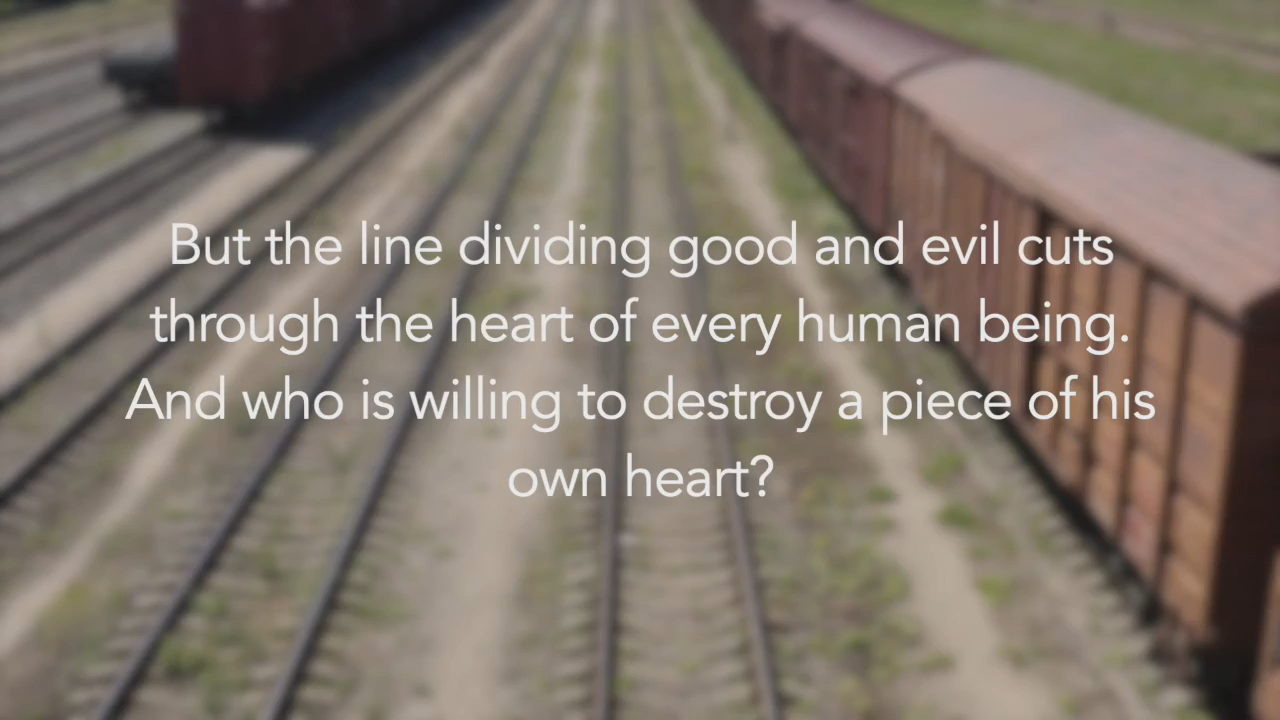 But the line dividing good and evil cuts
through the heart of every human being.
And who is willing to destroy a piece of his
own heart?